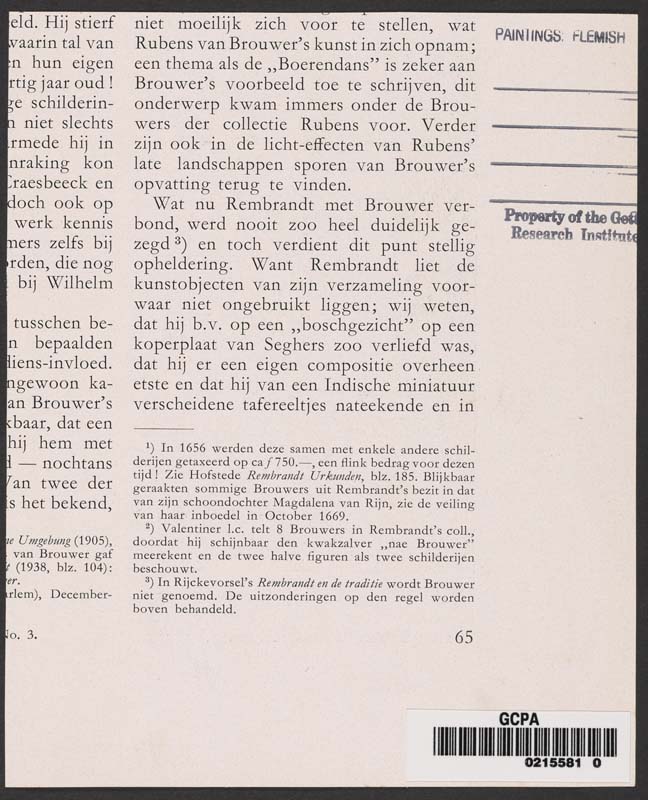 eld. Hij stierf
waarin tal van
n hun eigen
rtig jaar oud !
ge schilderin-
n niet slechts
rmede hij in
nraking kon
Craesbeeck en
doch ook op
werk kennis
mers zelfs bij
rden, die nog
bij Wilhelm
tusschen be-
n bepaalden
liens-invloed.
ngewoon ka-
an Brouwer's
kbaar, dat een
hij hem met
— nochtans
Van twee der
s het bekend,
ne Umgebung (1905),
van Brouwer gaf
(1938, blz. 104):
er.
arlem), December-
No. 3.
niet moeilijk zich voor te stellen, wat
Rubens van Brouwer's kunst in zich opnam;
een thema als de „Boerendans” is zeker aan
Brouwer's voorbeeld toe te schrijven, dit
onderwerp kwam immers onder de Brou-
wers der collectie Rubens voor. Verder
zijn ook in de licht-effecten van Rubens'
late landschappen sporen van Brouwer's
opvatting terug te vinden.
Wat nu Rembrandt met Brouwer ver-
bond, werd nooit zoo heel duidelijk ge-
zegd ³) en toch verdient dit punt stellig
opheldering. Want Rembrandt liet de
kunstobjecten van zijn verzameling voor-
waar niet ongebruikt liggen; wij weten,
dat hij b.v. op een „boschgezicht” op een
koperplaat van Seghers zoo verliefd was,
dat hij er een eigen compositie overheen
etste en dat hij van een Indische miniatuur
verscheidene tafereeltjes nateekende en in
¹) In 1656 werden deze samen met enkele andere schil-
derijen getaxeerd op ca ƒ 750.—, een flink bedrag voor dezen
tijd ! Zie Hofstede Rembrandt Urkunden, blz. 185. Blijkbaar
geraakten sommige Brouwers uit Rembrandt's bezit in dat
van zijn schoondochter Magdalena van Rijn, zie de veiling
van haar inboedel in October 1669.
²) Valentiner l.c. telt 8 Brouwers in Rembrandt's coll.,
doordat hij schijnbaar den kwakzalver „nae Brouwer”
meerekent en de twee halve figuren als twee schilderijen
beschouwt.
³) In Rijckevorsel's Rembrandt en de traditie wordt Brouwer
niet genoemd. De uitzonderingen op den regel worden
boven behandeld.
65
PAINTINGS: FLEMISH
Property of the Get
Research Institute
GCPA
0215581 0